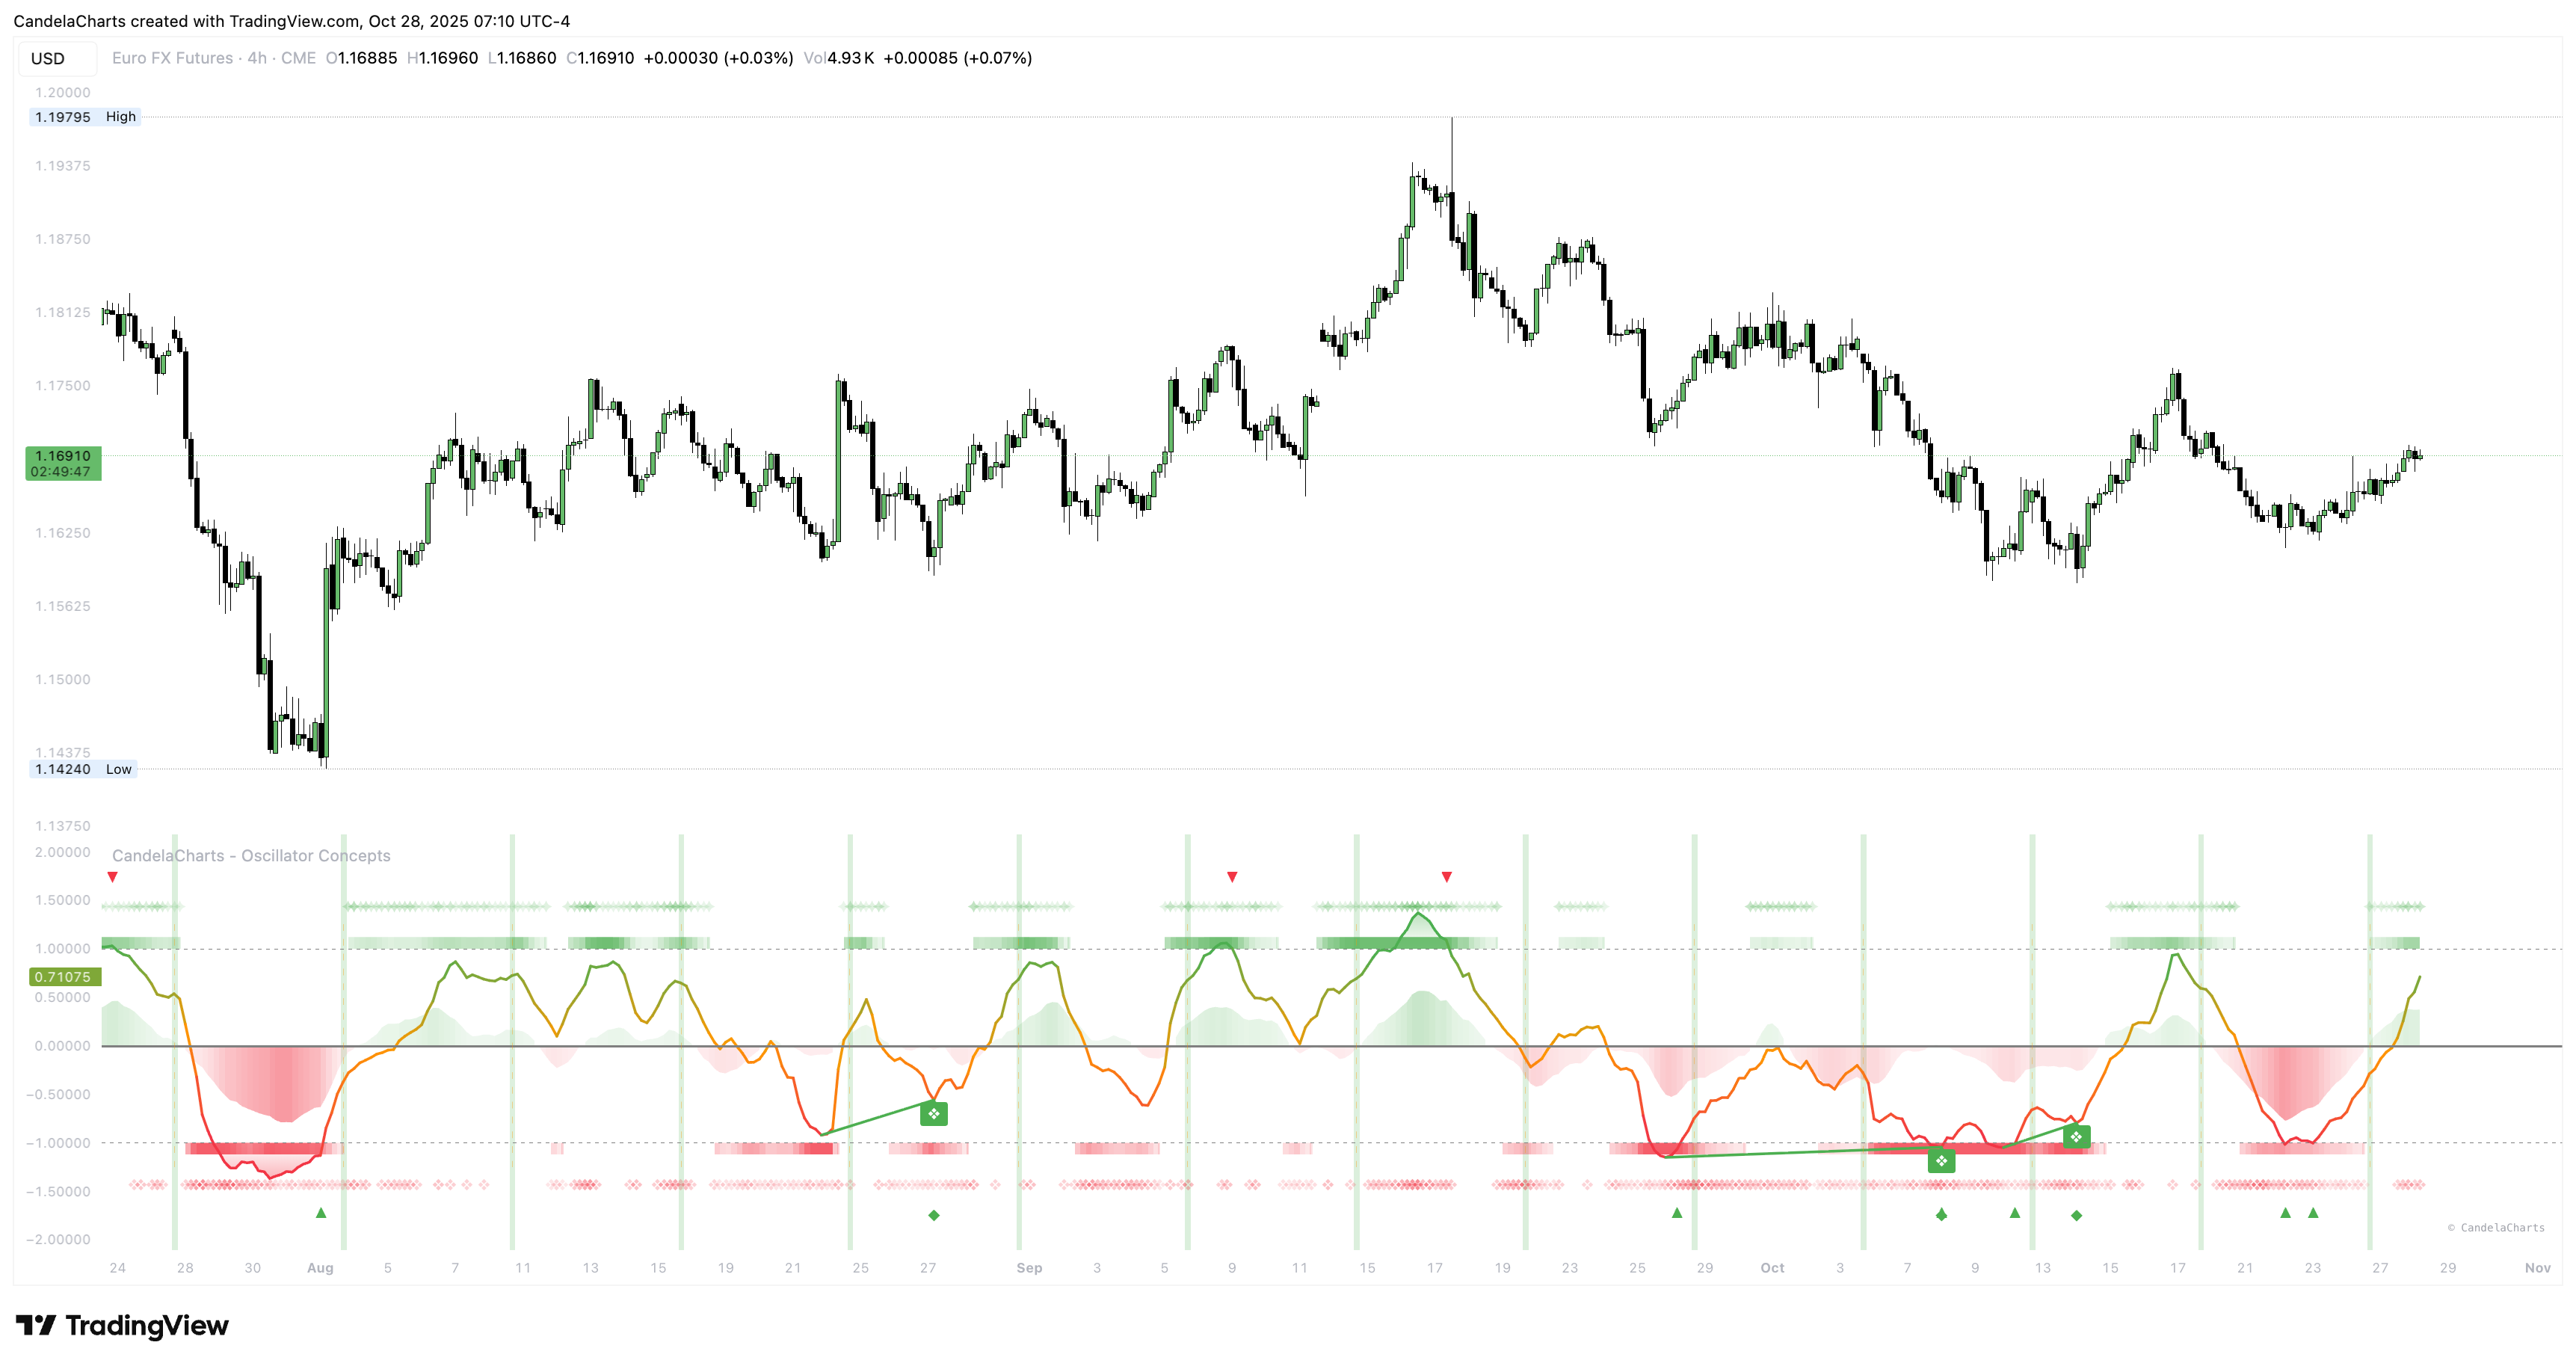 CandelaCharts created with TradingView.com, Oct 28, 2025 07:10 UTC-4
USD
Euro FX Futures · 4h · CME O1.16885 H1.16960 L1.16860 C1.16910 +0.00030 (+0.03%) Vol4.93 K +0.00085 (+0.07%)
1.20000
1.19795 High
1.19375
1.18750
1.18125
1.17500
1.16910
02:49:47
1.16250
1.15625
1.15000
1.14375
1.14240 Low
1.13750
2.00000
CandelaCharts - Oscillator Concepts
1.50000
1.00000
0.71075
0.50000
0.00000
−0.50000
−1.00000
−1.50000
−2.00000
© CandelaCharts
24 28 30 Aug 5 7 11 13 15 19 21 25 27 Sep 3 5 9 11 15 17 19 23 25 29 Oct 3 7 9 13 15 17 21 23 27 29 Nov
TradingView